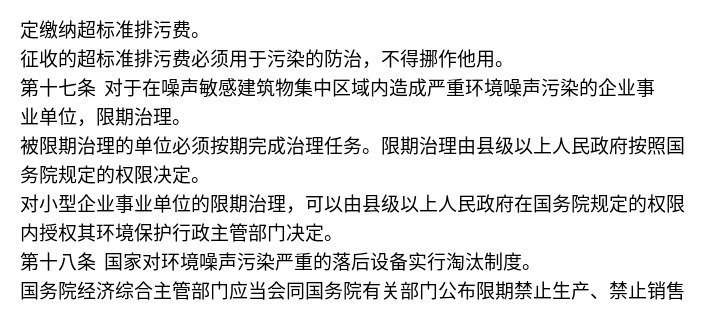 定缴纳超标准排污费。
征收的超标准排污费必须用于污染的防治，不得挪作他用。
第十七条 对于在噪声敏感建筑物集中区域内造成严重环境噪声污染的企业事
业单位，限期治理。
被限期治理的单位必须按期完成治理任务。限期治理由县级以上人民政府按照国
务院规定的权限决定。
对小型企业事业单位的限期治理，可以由县级以上人民政府在国务院规定的权限
内授权其环境保护行政主管部门决定。
第十八条 国家对环境噪声污染严重的落后设备实行淘汰制度。
国务院经济综合主管部门应当会同国务院有关部门公布限期禁止生产、禁止销售